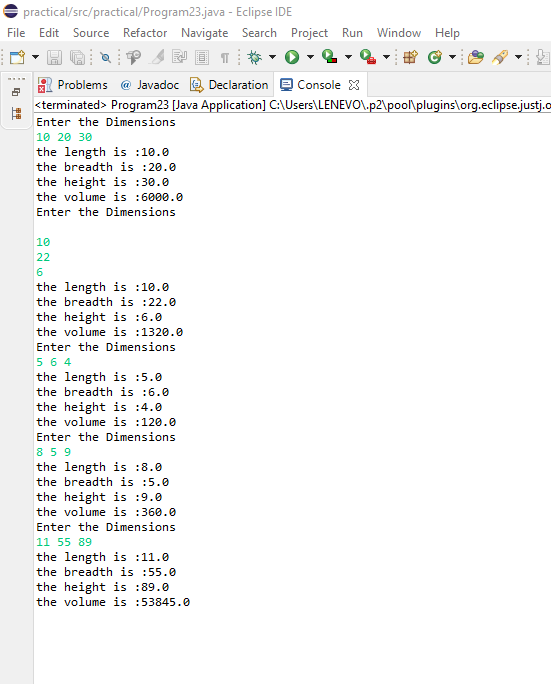 practical/src/practical/Program23.java - Eclipse IDE
File Edit Source Refactor Navigate Search Project Run Window Help
Problems Javadoc Declaration Console
<terminated> Program23 [Java Application] C:\Users\LENEVO\.p2\pool\plugins\org.eclipse.justj.o
Enter the Dimensions
10 20 30
the length is :10.0
the breadth is :20.0
the height is :30.0
the volume is :6000.0
Enter the Dimensions
10
22
6
the length is :10.0
the breadth is :22.0
the height is :6.0
the volume is :1320.0
Enter the Dimensions
5 6 4
the length is :5.0
the breadth is :6.0
the height is :4.0
the volume is :120.0
Enter the Dimensions
8 5 9
the length is :8.0
the breadth is :5.0
the height is :9.0
the volume is :360.0
Enter the Dimensions
11 55 89
the length is :11.0
the breadth is :55.0
the height is :89.0
the volume is :53845.0